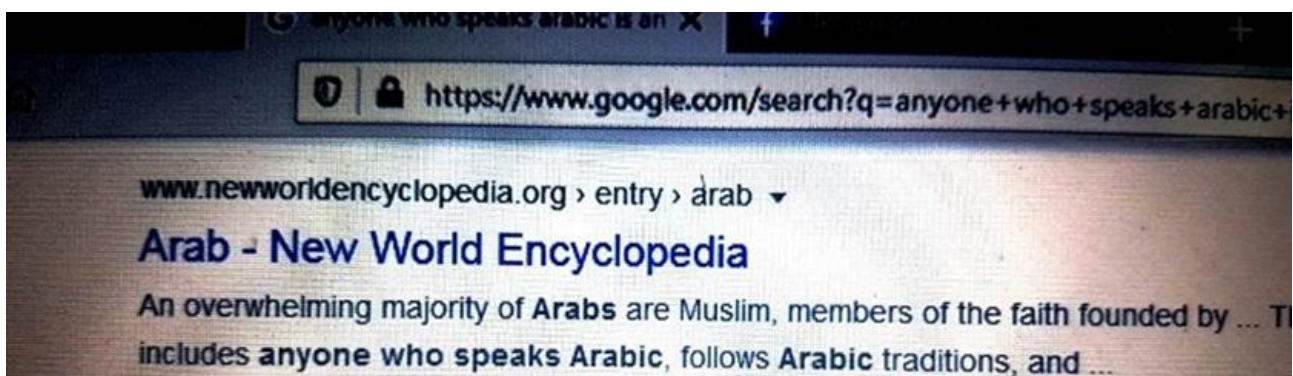 anyone who speaks arabic is an
https://www.google.com/search?q=anyone+who+speaks+arabic+i
www.newworldencyclopedia.org › entry › arab
Arab - New World Encyclopedia
An overwhelming majority of Arabs are Muslim, members of the faith founded by ...
includes anyone who speaks Arabic, follows Arabic traditions, and ...